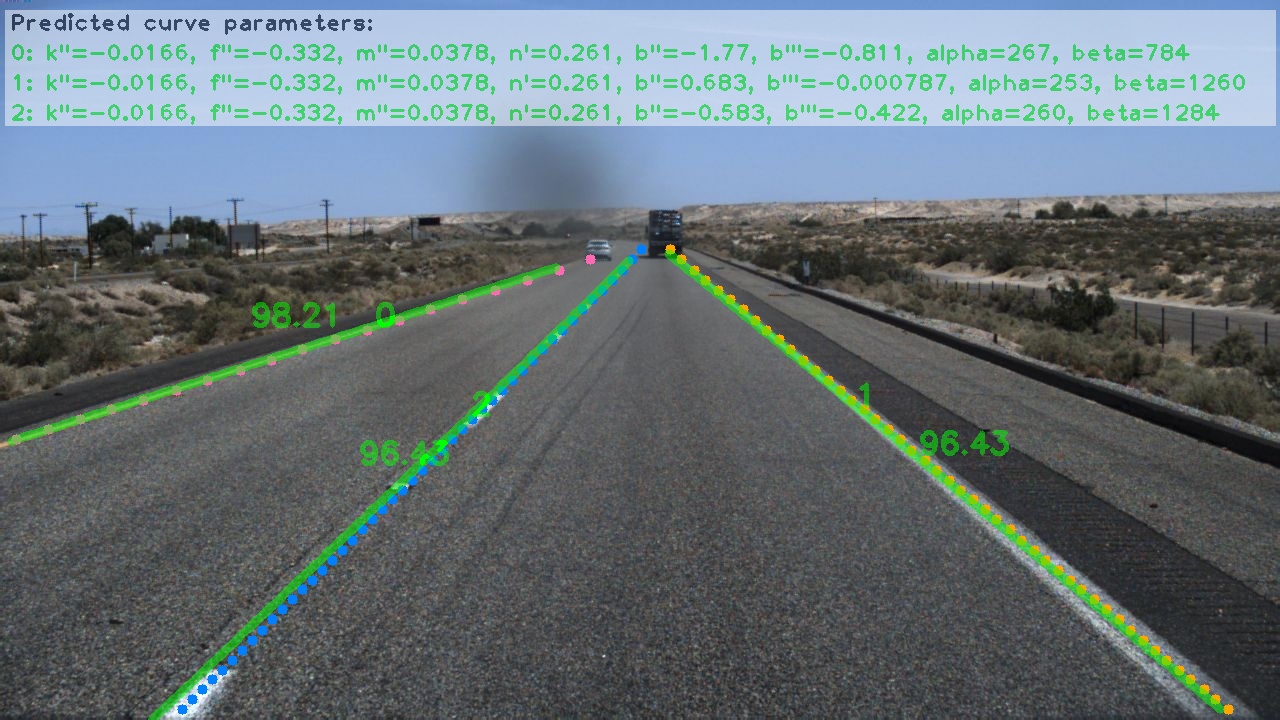 Predicted curve parameters:
0: k''=-0.0166, f''=-0.332, m''=0.0378, n'=0.261, b''=-1.77, b'''=-0.811, alpha=267, beta=784
1: k''=-0.0166, f''=-0.332, m''=0.0378, n'=0.261, b''=0.683, b'''=-0.000787, alpha=253, beta=1260
2: k''=-0.0166, f''=-0.332, m''=0.0378, n'=0.261, b''=-0.583, b'''=-0.422, alpha=260, beta=1284
98.21 0
2 1
96.43 96.43